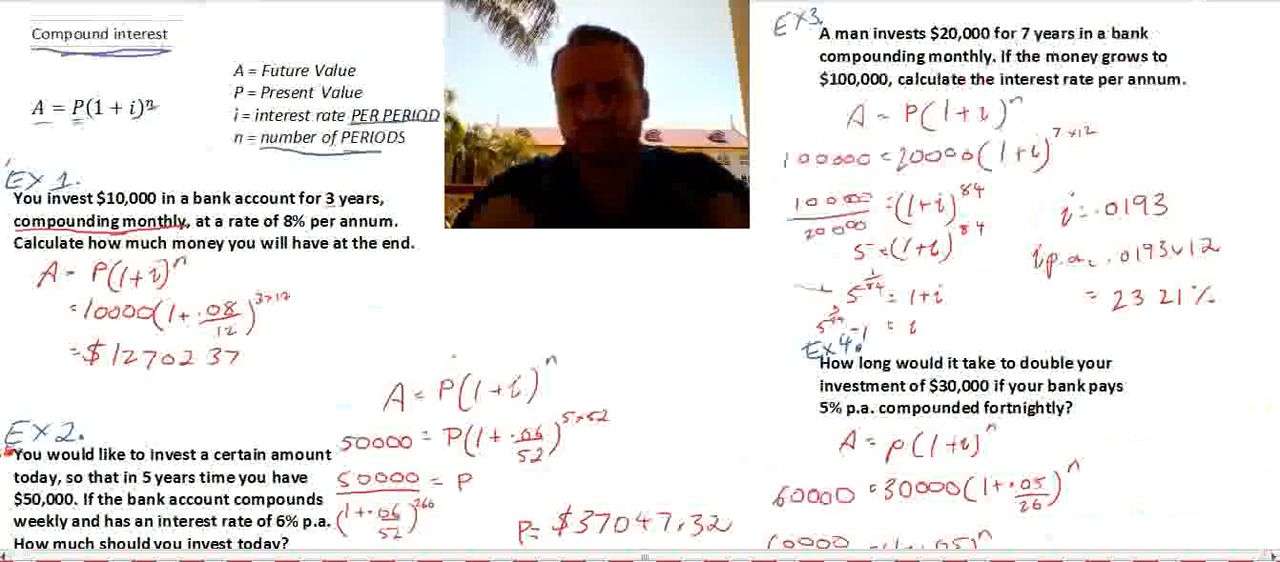 Compound interest
A = P(1 + i)ⁿ
A = Future Value
P = Present Value
i = interest rate PER PERIOD
n = number of PERIODS
EX 1.
You invest $10,000 in a bank account for 3 years,
compounding monthly, at a rate of 8% per annum.
Calculate how much money you will have at the end.
A = P(1+i)ⁿ
= 10000(1+.08/12)^3×12
= $12702 37
EX 2.
You would like to invest a certain amount
today, so that in 5 years time you have
$50,000. If the bank account compounds
weekly and has an interest rate of 6% p.a.
How much should you invest today?
A = P(1+i)ⁿ
50000 = P(1+.06/52)^5×52
50000/(1+.06/52)^260 = P
P = $37047.32
EX3.
A man invests $20,000 for 7 years in a bank
compounding monthly. If the money grows to
$100,000, calculate the interest rate per annum.
A = P(1+i)ⁿ
100000 = 20000(1+i)^7×12
100000/20000 = (1+i)^84
5 = (1+i)^84
5^1/84 = 1+i
5^1/84 -1 = i
i = .0193
i p.a. = .0193×12
= 23 21%
Ex4.
How long would it take to double your
investment of $30,000 if your bank pays
5% p.a. compounded fortnightly?
A = P(1+i)ⁿ
60000 = 30000(1+.05/26)ⁿ